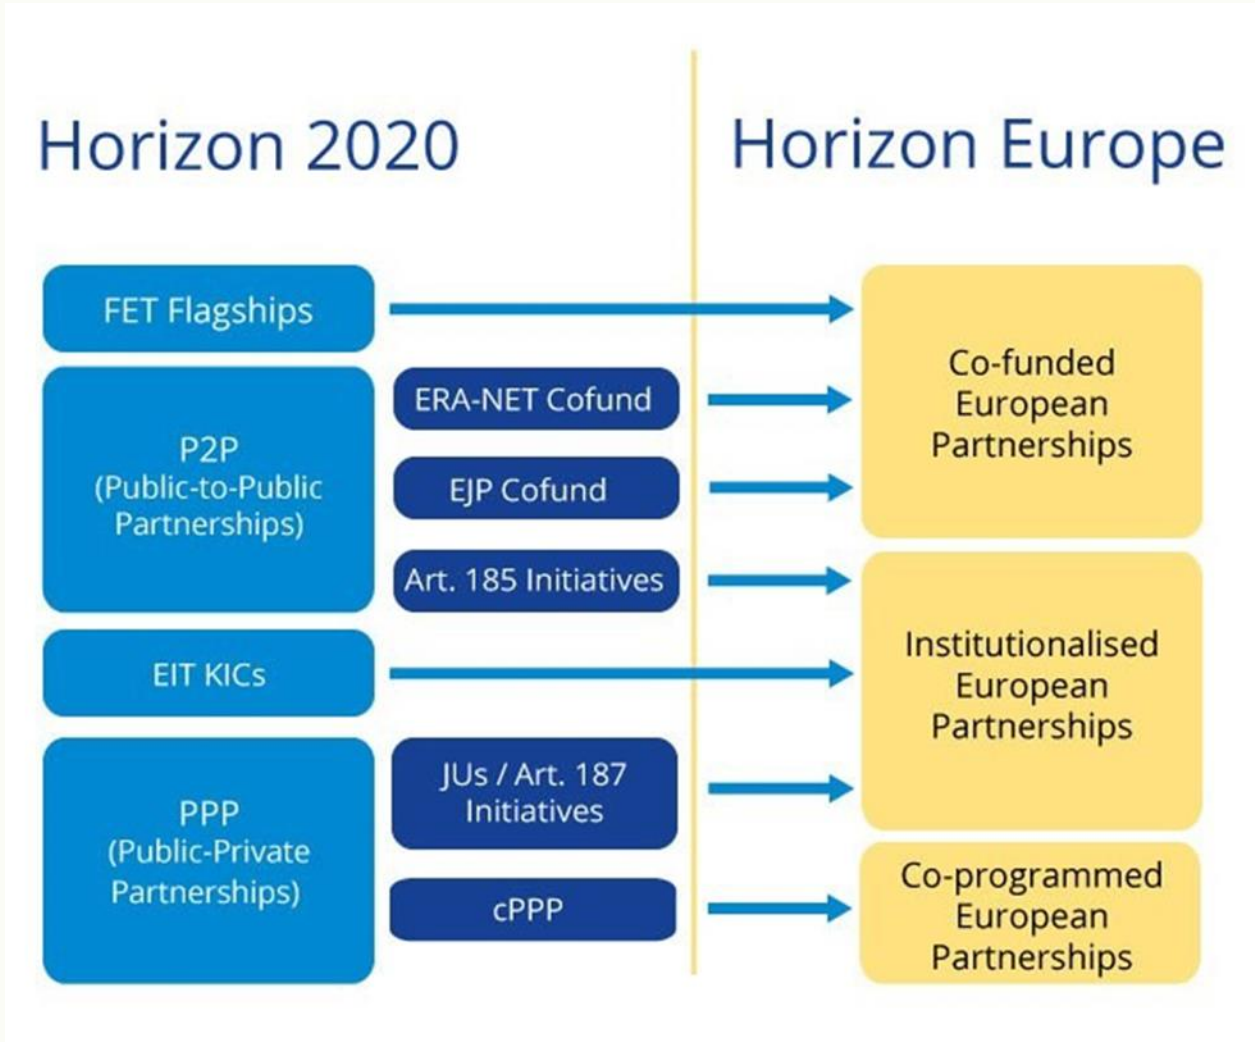 Horizon 2020
Horizon Europe
FET Flagships
P2P
(Public-to-Public
Partnerships)
ERA-NET Cofund
EJP Cofund
Art. 185 Initiatives
Co-funded
European
Partnerships
EIT KICs
Institutionalised
European
Partnerships
PPP
(Public-Private
Partnerships)
JUs / Art. 187
Initiatives
cPPP
Co-programmed
European
Partnerships